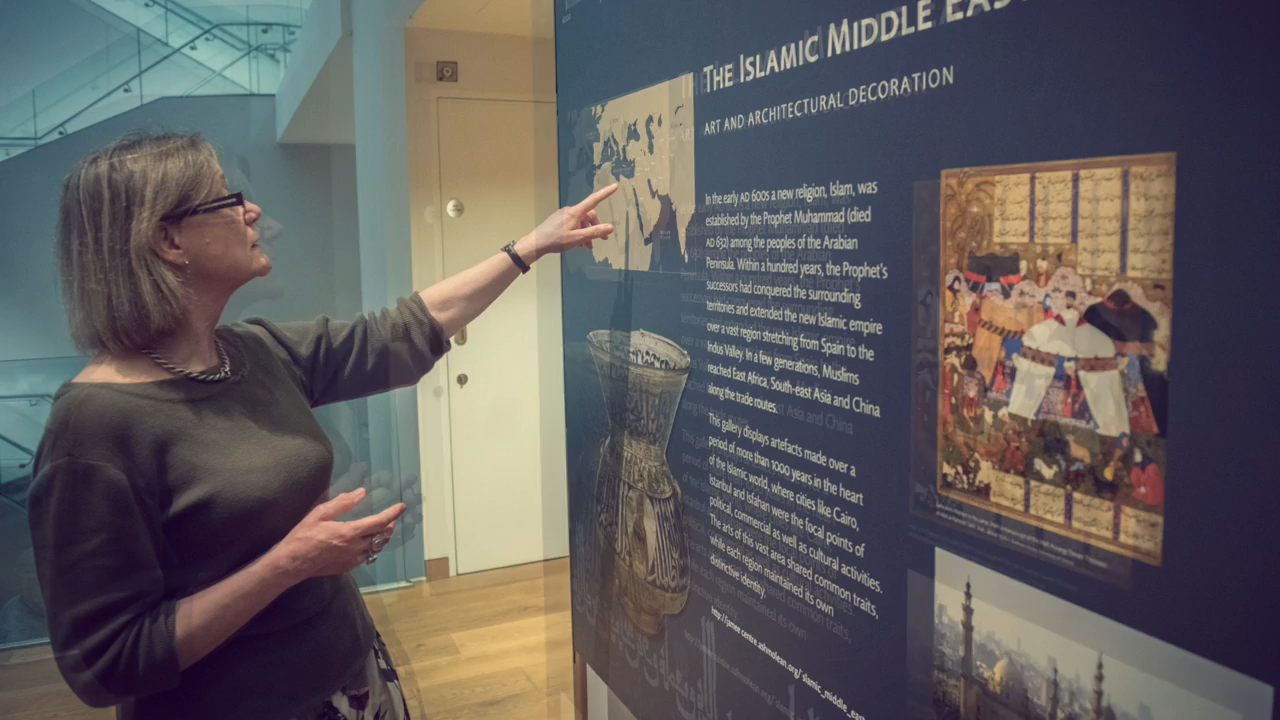 THE ISLAMIC MIDDLE EAST
ART AND ARCHITECTURAL DECORATION
In the early AD 600s a new religion, Islam, was
established by the Prophet Muhammad (died
AD 632) among the peoples of the Arabian
Peninsula. Within a hundred years, the Prophet's
successors had conquered the surrounding
territories and extended the new Islamic empire
over a vast region stretching from Spain to the
Indus Valley. In a few generations, Muslims
reached East Africa, South-east Asia and China
along the trade routes.
This gallery displays artefacts made over a
period of more than 1000 years in the heart
of the Islamic world, where cities like Cairo,
Istanbul and Isfahan were the focal points of
political, commercial as well as cultural activities.
The arts of this vast area shared common traits,
while each region maintained its own
distinctive identity.